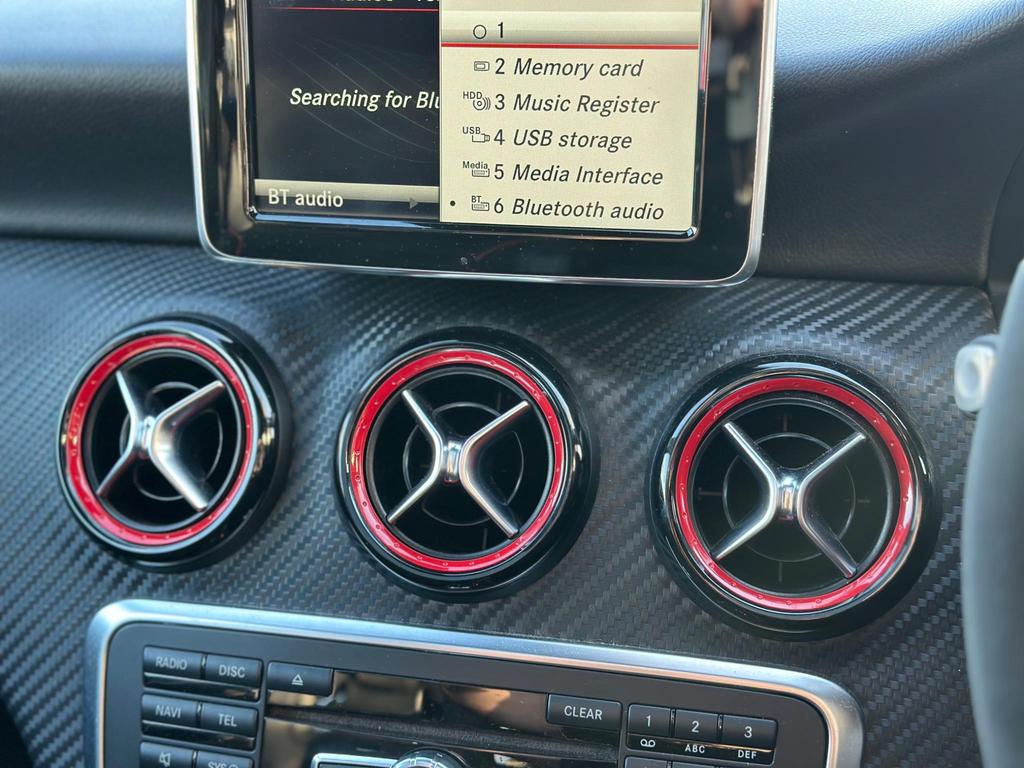 1
2 Memory card
HDD 3 Music Register
Searching for Blu
USB 4 USB storage
Media 5 Media Interface
BT audio
BT 6 Bluetooth audio
RADIO DISC
NAVI TEL
CLEAR
1 2 3
ABC DEF